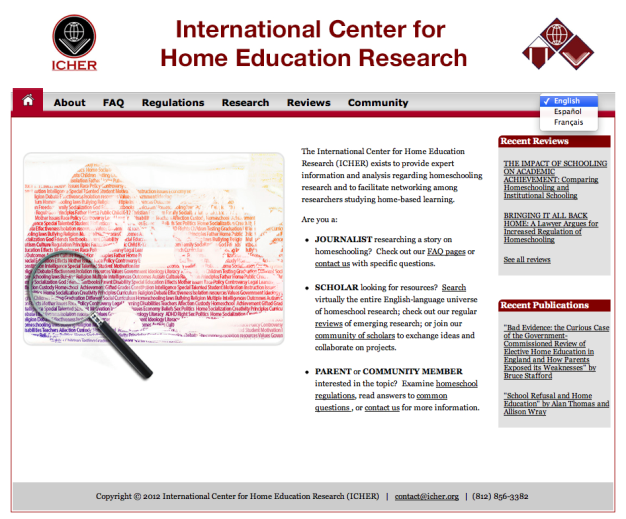 ICHER
International Center for
Home Education Research
About FAQ Regulations Research Reviews Community
✓ English
Español
Français
The International Center for Home Education
Research (ICHER) exists to provide expert
information and analysis regarding homeschooling
research and to facilitate networking among
researchers studying home-based learning.
Are you a:
• JOURNALIST researching a story on
homeschooling? Check out our FAQ pages or
contact us with specific questions.
• SCHOLAR looking for resources? Search
virtually the entire English-language universe
of homeschool research; check out our regular
reviews of emerging research; or join our
community of scholars to exchange ideas and
collaborate on projects.
• PARENT or COMMUNITY MEMBER
interested in the topic? Examine homeschool
regulations, read answers to common
questions , or contact us for more information.
Recent Reviews
THE IMPACT OF SCHOOLING
ON ACADEMIC
ACHIEVEMENT: Comparing
Homeschooling and
Institutional Schooling
BRINGING IT ALL BACK
HOME: A Lawyer Argues for
Increased Regulation of
Homeschooling
See all reviews
Recent Publications
"Bad Evidence: the Curious Case
of the Government-
Commissioned Review of
Elective Home Education in
England and How Parents
Exposed its Weaknesses" by
Bruce Stafford
"School Refusal and Home
Education" by Alan Thomas and
Allison Wray
Copyright © 2012 International Center for Home Education Research (ICHER) | contact@icher.org | (812) 856-3382